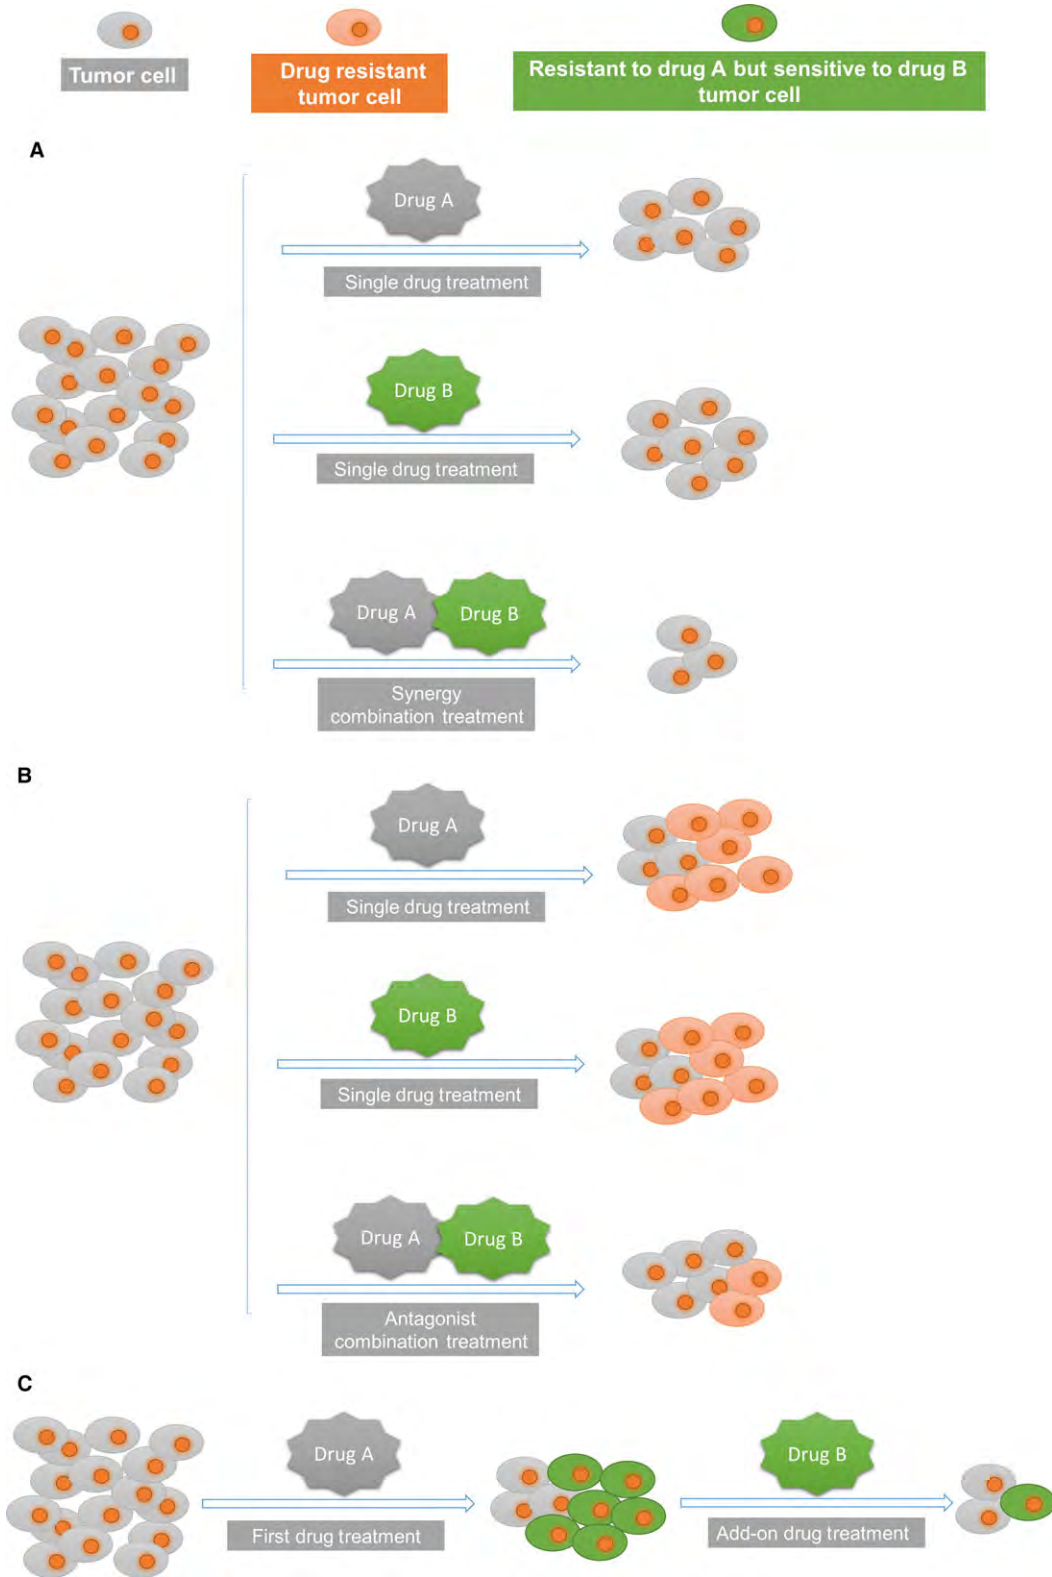 Tumor cell
Drug resistant
tumor cell
Resistant to drug A but sensitive to drug B
tumor cell
A
Drug A
Single drug treatment
Drug B
Single drug treatment
Drug A
Drug B
Synergy
combination treatment
B
Drug A
Single drug treatment
Drug B
Single drug treatment
Drug A
Drug B
Antagonist
combination treatment
C
Drug A
First drug treatment
Drug B
Add-on drug treatment